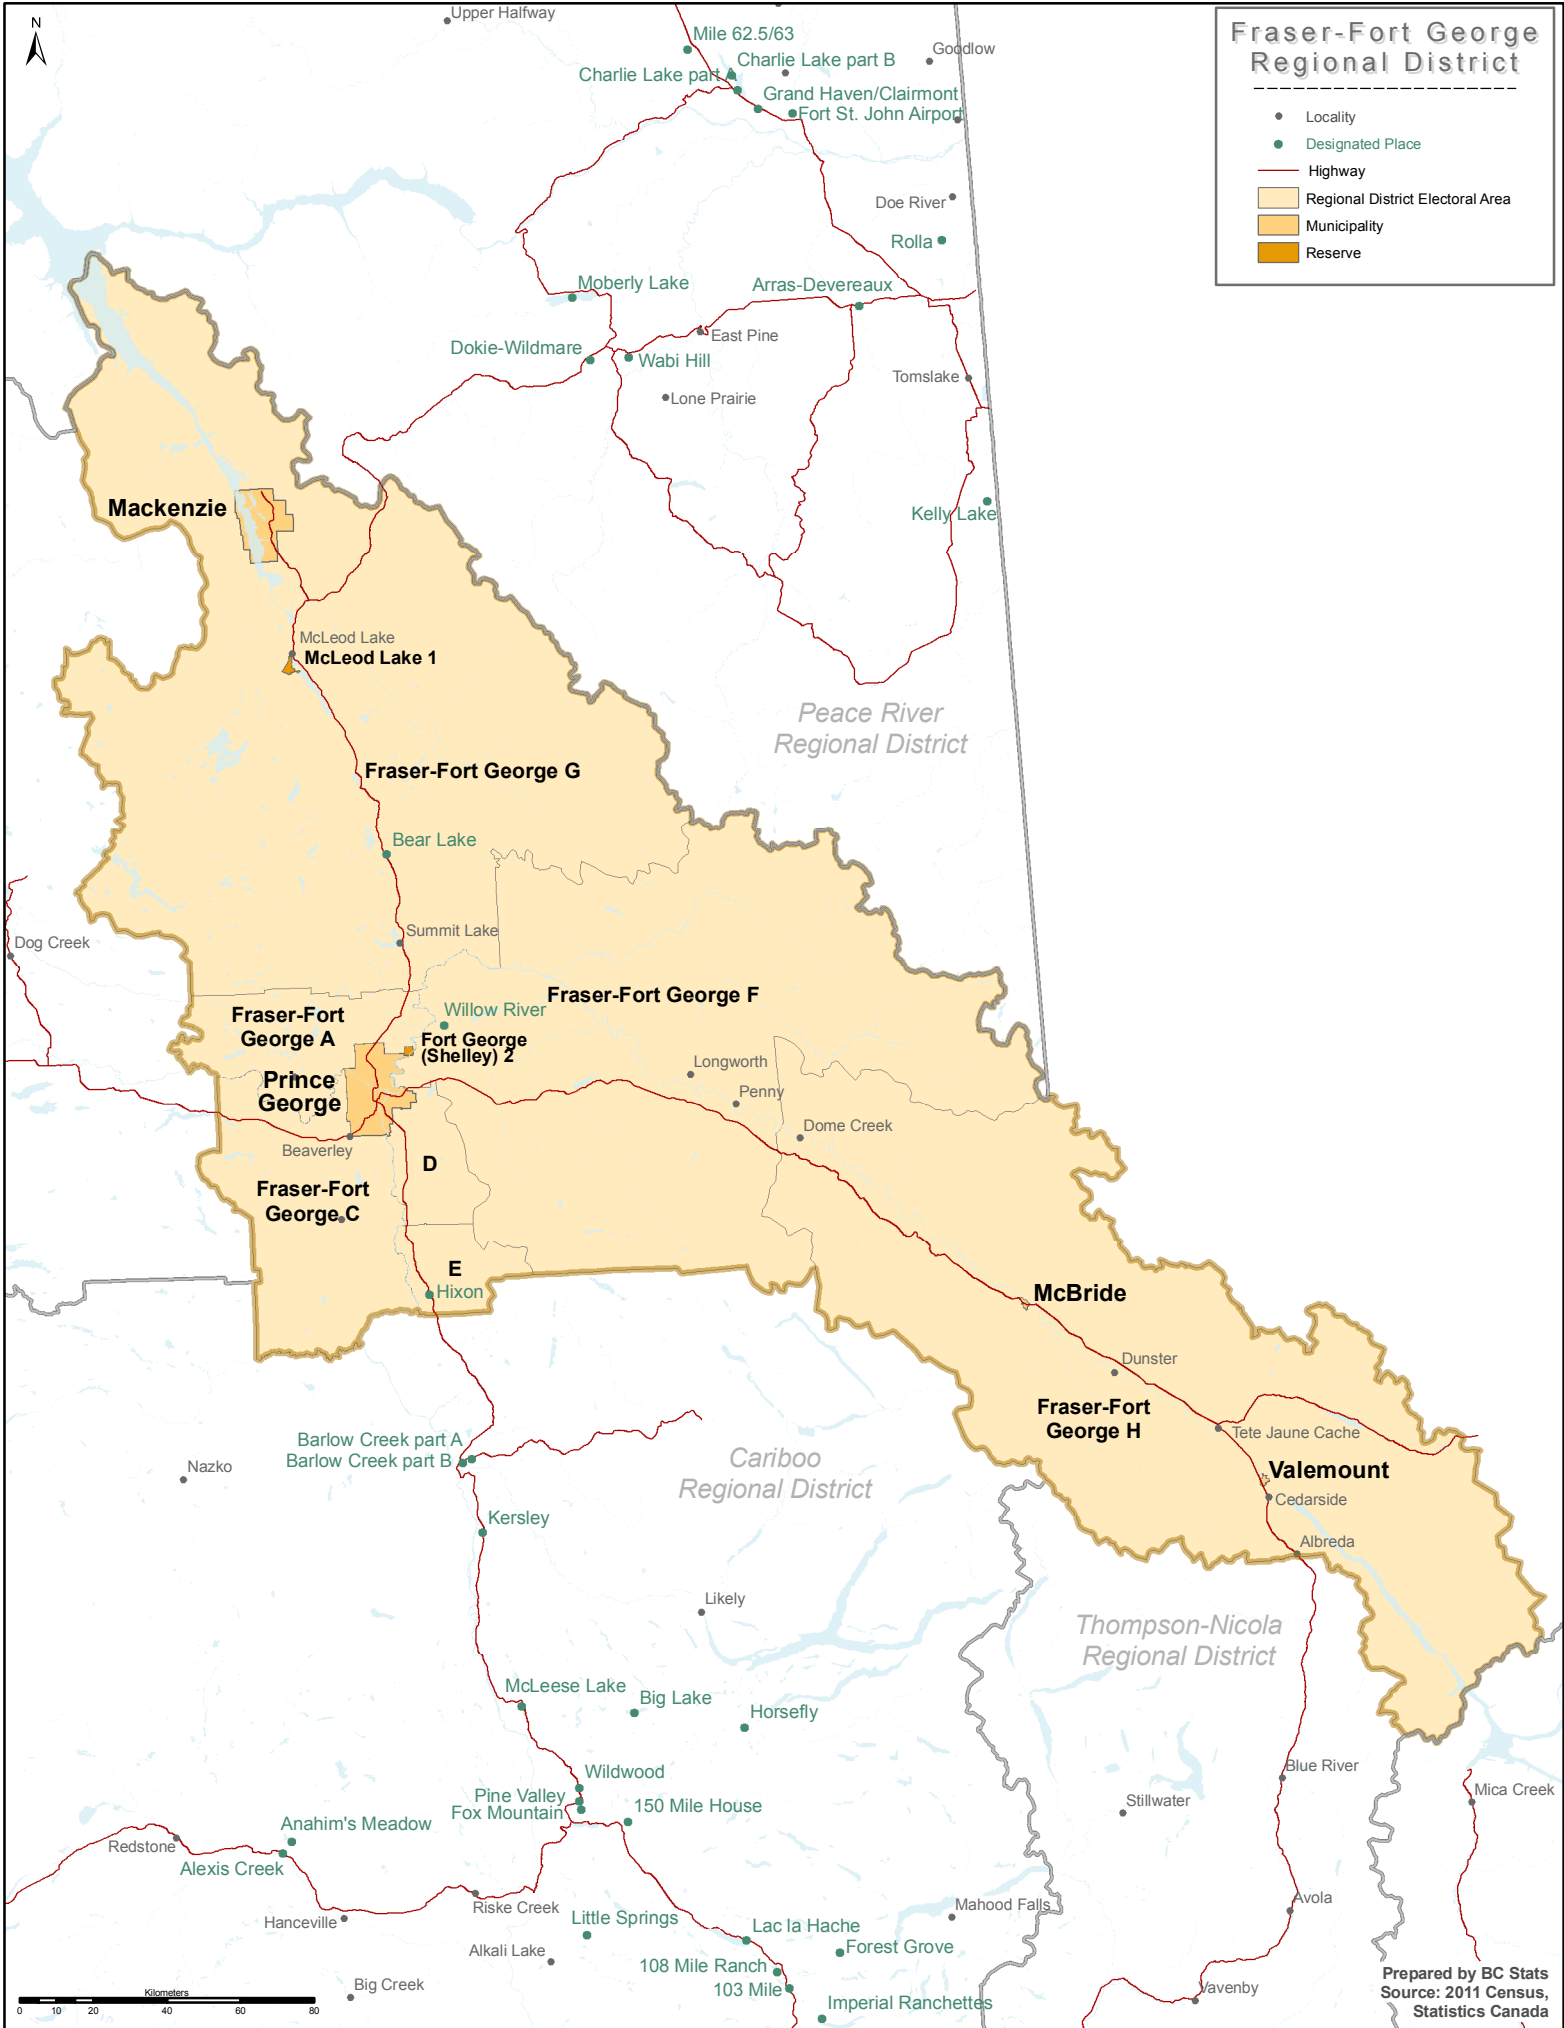 N
Upper Halfway
Fraser-Fort George
Regional District
Locality
Designated Place
Highway
Regional District Electoral Area
Municipality
Reserve
Mile 62.5/63
Goodlow
Charlie Lake part B
Charlie Lake part A
Grand Haven/Clairmont
Fort St. John Airport
Doe River
Rolla
Moberly Lake
Arras-Devereaux
East Pine
Dokie-Wildmare
Wabi Hill
Tomslake
Lone Prairie
Mackenzie
Kelly Lake
McLeod Lake
McLeod Lake 1
Peace River
Regional District
Fraser-Fort George G
Bear Lake
Summit Lake
Dog Creek
Fraser-Fort George F
Fraser-Fort
George A
Willow River
Fort George
(Shelley) 2
Longworth
Prince
George
Penny
Dome Creek
Beaverley
D
Fraser-Fort
George C
E
Hixon
McBride
Dunster
Fraser-Fort
George H
Tete Jaune Cache
Barlow Creek part A
Barlow Creek part B
Nazko
Cariboo
Regional District
Valemount
Cedarside
Kersley
Albreda
Likely
Thompson-Nicola
Regional District
McLeese Lake
Big Lake
Horsefly
Wildwood
Blue River
Pine Valley
Fox Mountain
150 Mile House
Stillwater
Mica Creek
Anahim's Meadow
Redstone
Alexis Creek
Riske Creek
Hanceville
Little Springs
Mahood Falls
Avola
Lac la Hache
Forest Grove
Alkali Lake
108 Mile Ranch
103 Mile
Big Creek
Vavenby
Imperial Ranchettes
Kilometers
0 10 20 40 60 80
Prepared by BC Stats
Source: 2011 Census,
Statistics Canada